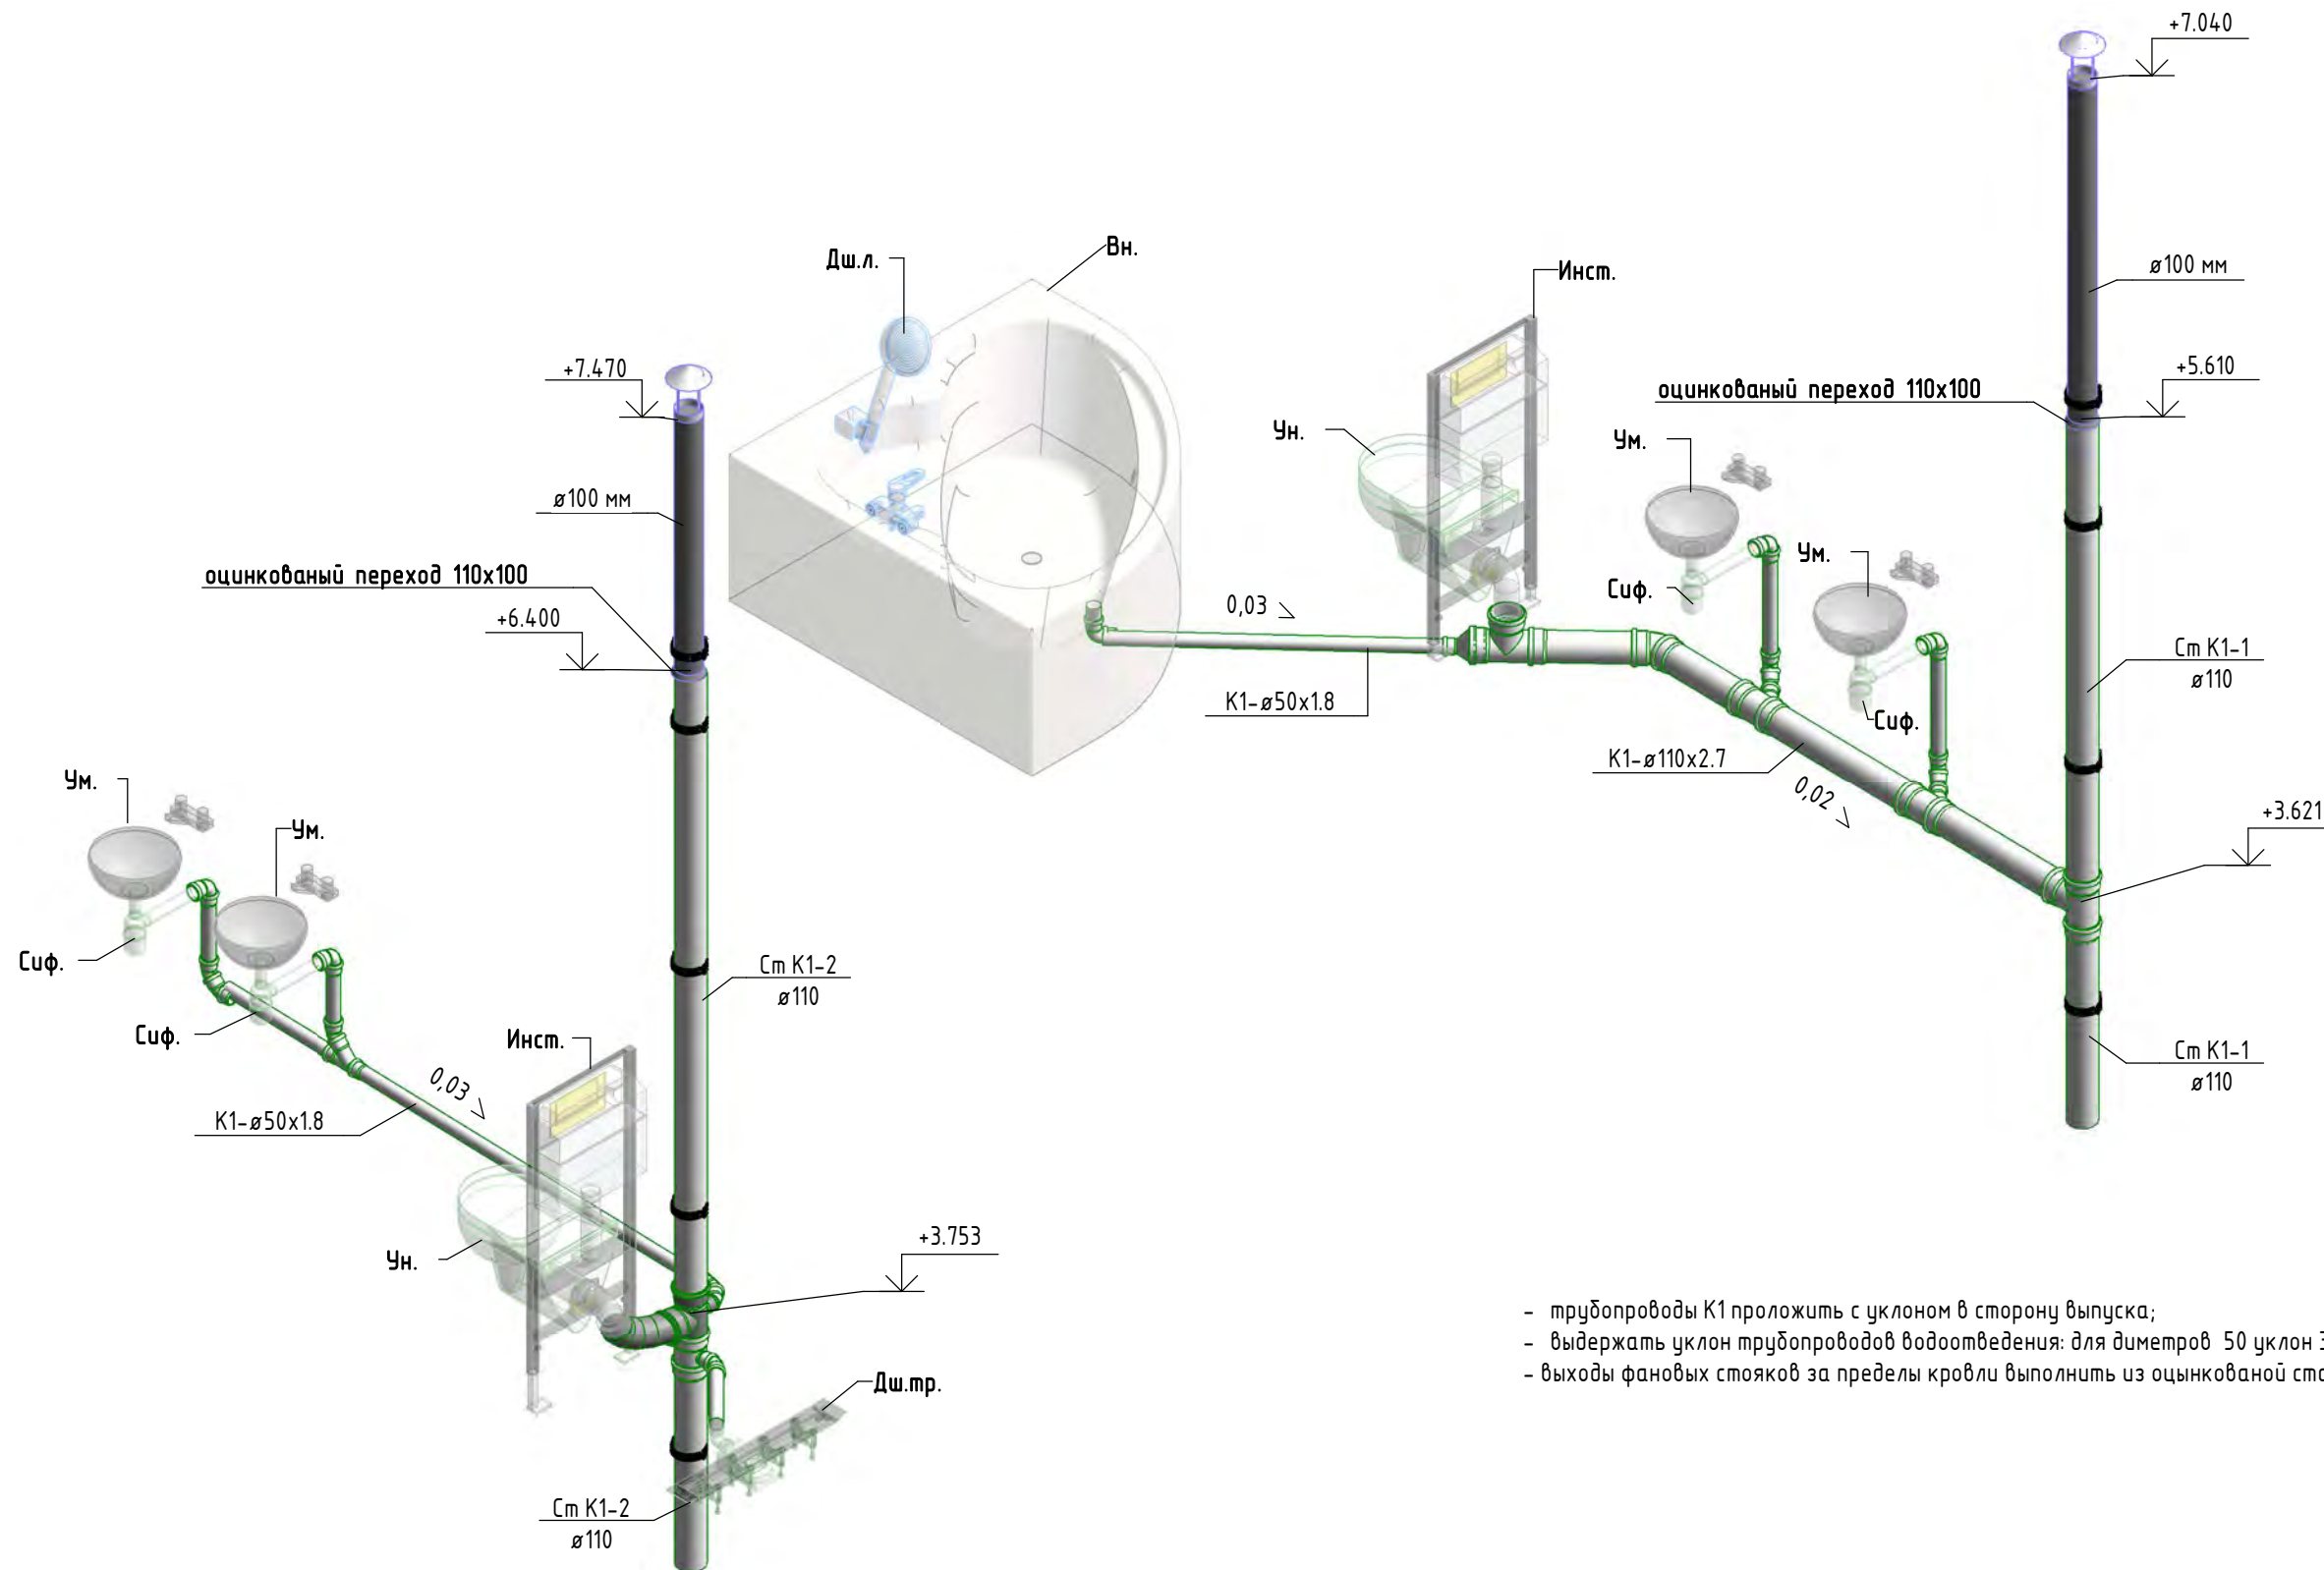 +7.040
ø100 мм
оцинкованый переход 110х100
+5.610
Дш.л.
Вн.
Инст.
Ун.
Ум.
Сиф.
Ум.
Сиф.
0,03
К1-ø50х1.8
К1-ø110х2.7
0,02
Ст К1-1
ø110
+3.621
Ст К1-1
ø110
+7.470
ø100 мм
оцинкованый переход 110х100
+6.400
Ум.
Ум.
Сиф.
Сиф.
Ст К1-2
ø110
Инст.
0,03
К1-ø50х1.8
Ун.
+3.753
Дш.тр.
Ст К1-2
ø110
- трубопроводы К1 проложить с уклоном в сторону выпуска;
- выдержать уклон трубопроводов водоотведения: для диметров 50 уклон
- выходы фановых стояков за пределы кровли выполнить из оцынкованой